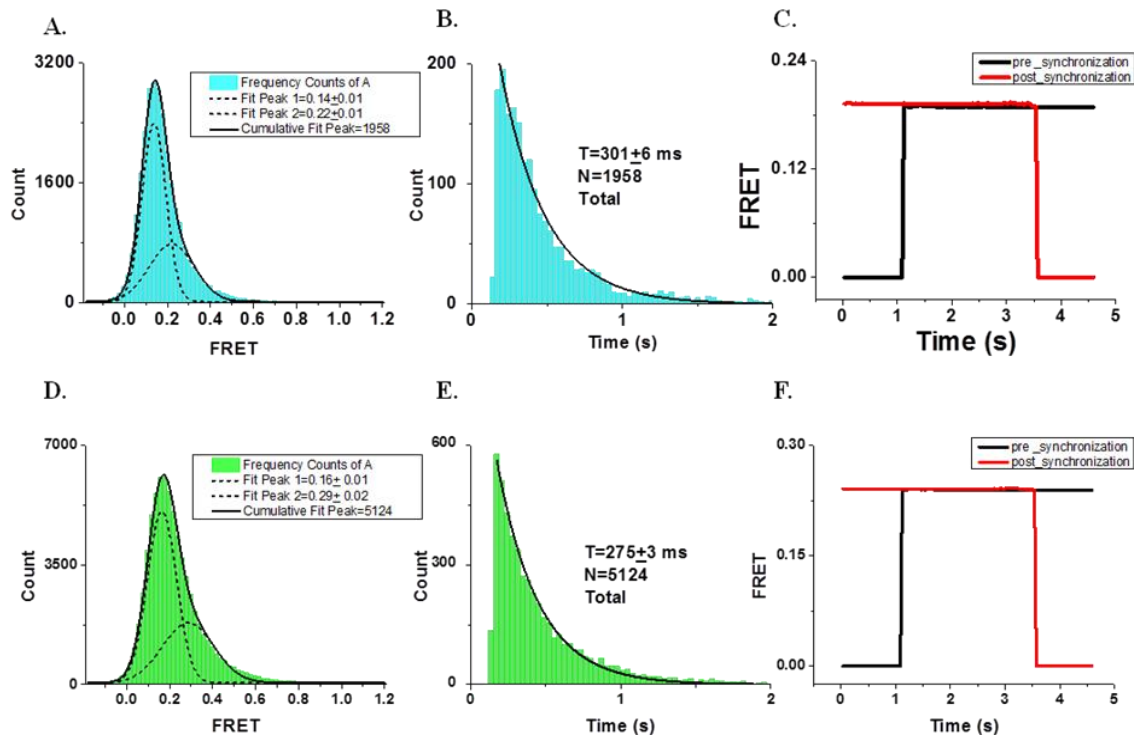 A.
3200
1600
0
Count
0.0 0.2 0.4 0.6 0.8 1.0 1.2
FRET
Frequency Counts of A
Fit Peak 1=0.14±0.01
Fit Peak 2=0.22±0.01
Cumulative Fit Peak=1958
B.
200
100
0
Count
0 1 2
Time (s)
T=301±6 ms
N=1958
Total
C.
0.24
0.12
0.00
FRET
0 1 2 3 4 5
Time (s)
pre _synchronization
post_synchronization
D.
7000
3500
0
Count
0.0 0.2 0.4 0.6 0.8 1.0 1.2
FRET
Frequency Counts of A
Fit Peak 1=0.16± 0.01
Fit Peak 2=0.29± 0.02
Cumulative Fit Peak=5124
E.
600
300
0
Count
0 1 2
Time (s)
T=275±3 ms
N=5124
Total
F.
0.30
0.15
0.00
FRET
0 1 2 3 4 5
Time (s)
pre _synchronization
post_synchronization